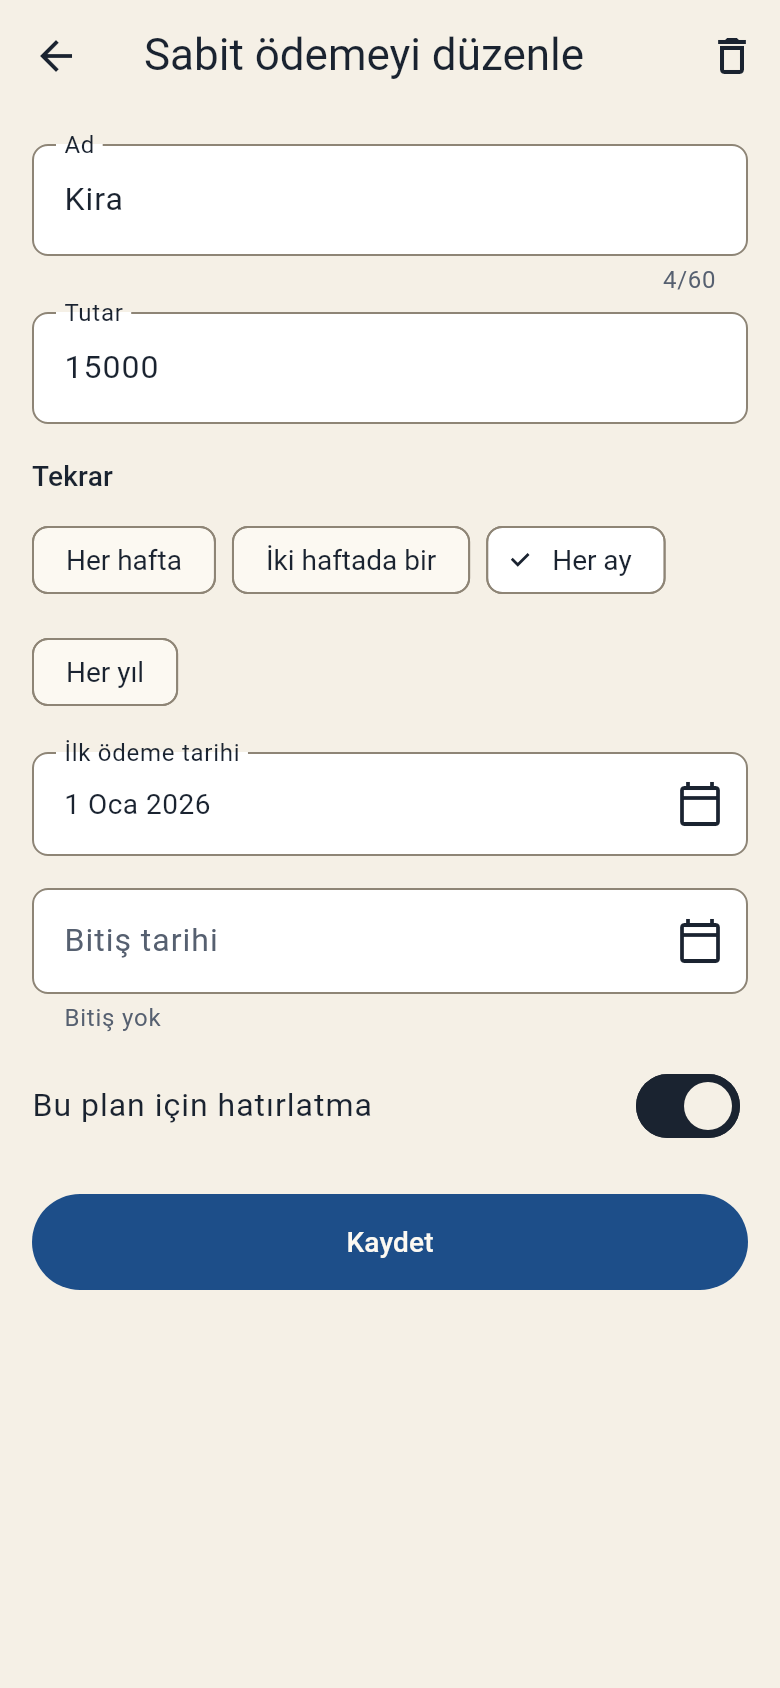 Sabit ödemeyi düzenle
Ad
Kira
4/60
Tutar
15000
Tekrar
Her hafta
İki haftada bir
Her ay
Her yıl
İlk ödeme tarihi
1 Oca 2026
Bitiş tarihi
Bitiş yok
Bu plan için hatırlatma
Kaydet